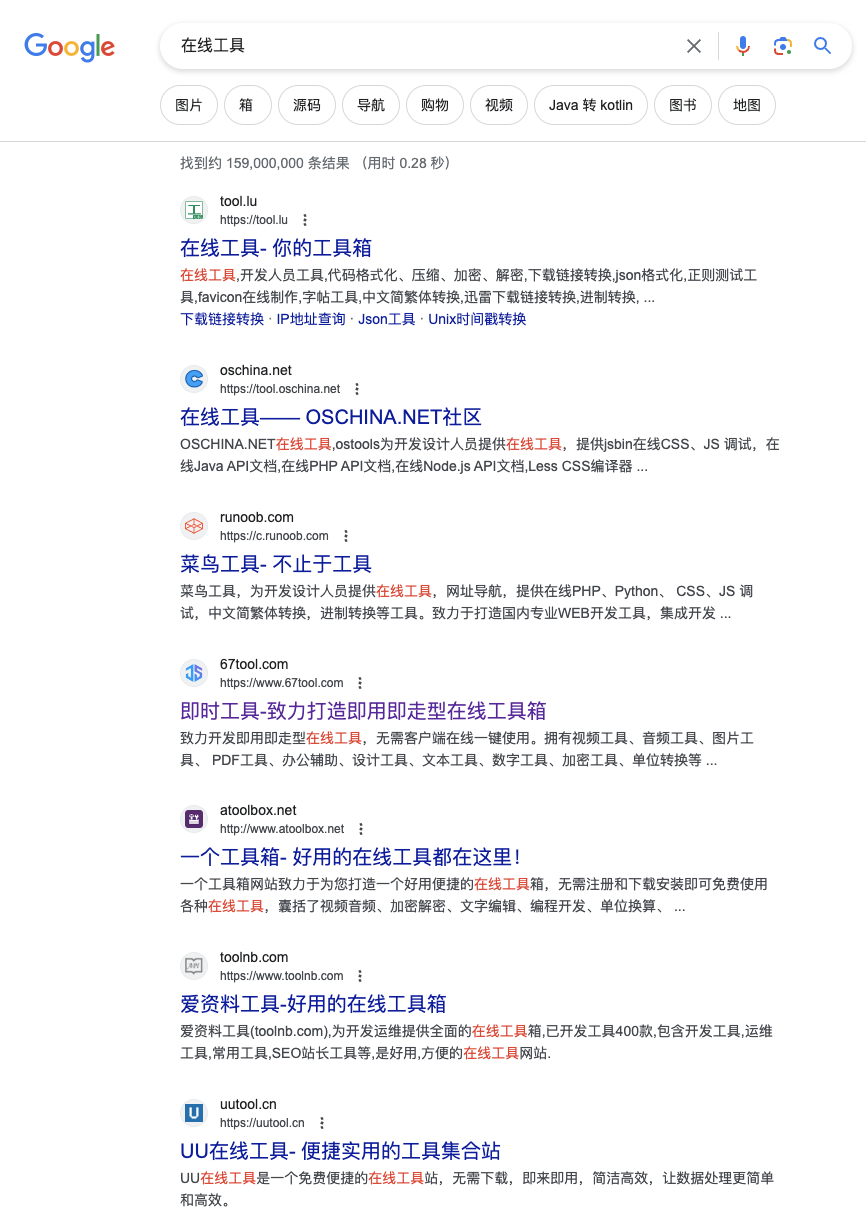 Google
在线工具
图片 箱 源码 导航 购物 视频 Java 转 kotlin 图书 地图
找到约 159,000,000 条结果 （用时 0.28 秒）
tool.lu
https://tool.lu
在线工具- 你的工具箱
在线工具,开发人员工具,代码格式化、压缩、加密、解密,下载链接转换,json格式化,正则测试工
具,favicon在线制作,字帖工具,中文简繁体转换,迅雷下载链接转换,进制转换, ...
下载链接转换 · IP地址查询 · Json工具 · Unix时间戳转换
oschina.net
https://tool.oschina.net
在线工具—— OSCHINA.NET社区
OSCHINA.NET在线工具,ostools为开发设计人员提供在线工具，提供jsbin在线CSS、JS 调试，在
线Java API文档,在线PHP API文档,在线Node.js API文档,Less CSS编译器 ...
runoob.com
https://c.runoob.com
菜鸟工具- 不止于工具
菜鸟工具，为开发设计人员提供在线工具，网址导航，提供在线PHP、Python、 CSS、JS 调
试，中文简繁体转换，进制转换等工具。致力于打造国内专业WEB开发工具，集成开发 ...
67tool.com
https://www.67tool.com
即时工具-致力打造即用即走型在线工具箱
致力开发即用即走型在线工具，无需客户端在线一键使用。拥有视频工具、音频工具、图片工
具、 PDF工具、办公辅助、设计工具、文本工具、数字工具、加密工具、单位转换等 ...
atoolbox.net
http://www.atoolbox.net
一个工具箱- 好用的在线工具都在这里！
一个工具箱网站致力于为您打造一个好用便捷的在线工具箱，无需注册和下载安装即可免费使用
各种在线工具，囊括了视频音频、加密解密、文字编辑、编程开发、单位换算、 ...
toolnb.com
https://www.toolnb.com
爱资料工具-好用的在线工具箱
爱资料工具(toolnb.com),为开发运维提供全面的在线工具箱,已开发工具400款,包含开发工具,运维
工具,常用工具,SEO站长工具等,是好用,方便的在线工具网站.
uutool.cn
https://uutool.cn
UU在线工具- 便捷实用的工具集合站
UU在线工具是一个免费便捷的在线工具站，无需下载，即来即用，简洁高效，让数据处理更简单
和高效。